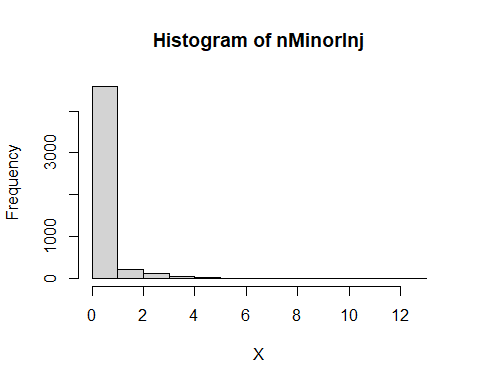 Histogram of nMinorInj
Frequency
3000
1000
0
0 2 4 6 8 10 12
X